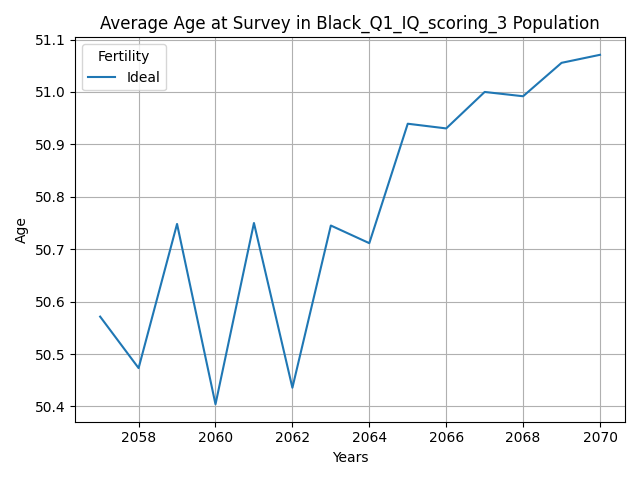 Average Age at Survey in Black_Q1_IQ_scoring_3 Population
Fertility
Ideal
Age
51.1
51.0
50.9
50.8
50.7
50.6
50.5
50.4
2058 2060 2062 2064 2066 2068 2070
Years